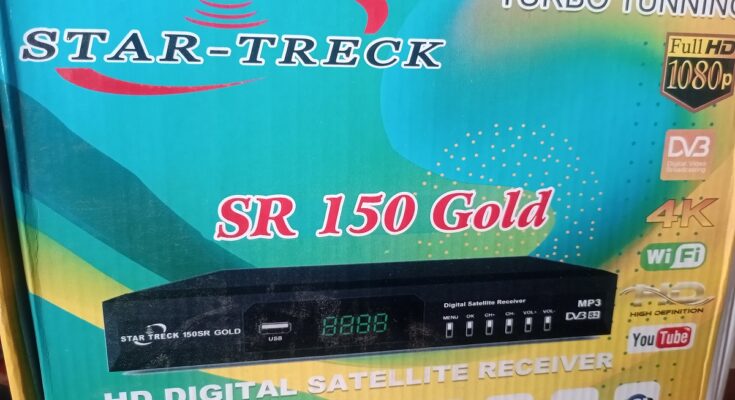 TURBO TUNNING
STAR-TRECK
Full HD
1080p
DVB
Digital Video
Broadcasting
SR 150 Gold
4K
WiFi
HD
HIGH DEFINITION
YouTube
Digital Satellite Receiver
MP3
MENU OK CH+ CH- VOL+ VOL-
DVB S2
STAR TRECK 150SR GOLD
USB
8888
HD DIGITAL SATELLITE RECEIVER